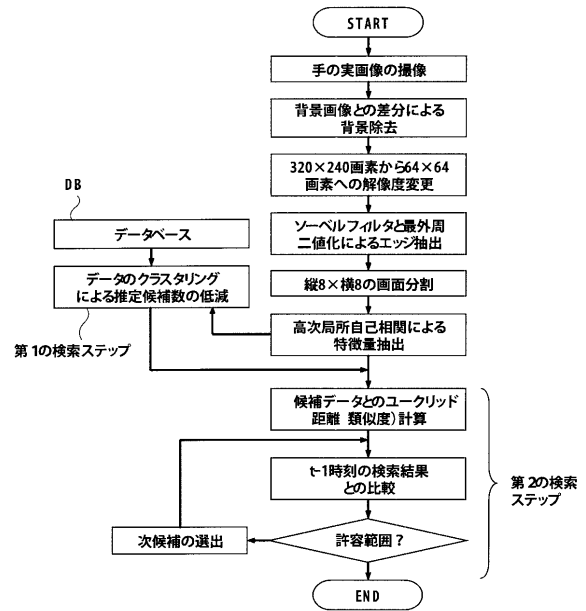 START
手の実画像の撮像
背景画像との差分による
背景除去
320×240画素から64×64
画素への解像度変更
DB
データベース
ソーベルフィルタと最外周
二値化によるエッジ抽出
データのクラスタリング
による推定候補数の低減
縦8×横8の画面分割
第1の検索ステップ
高次局所自己相関による
特徴量抽出
候補データとのユークリッド
距離 類似度)計算
t-1時刻の検索結果
との比較
第2の検索
ステップ
次候補の選出
許容範囲?
END